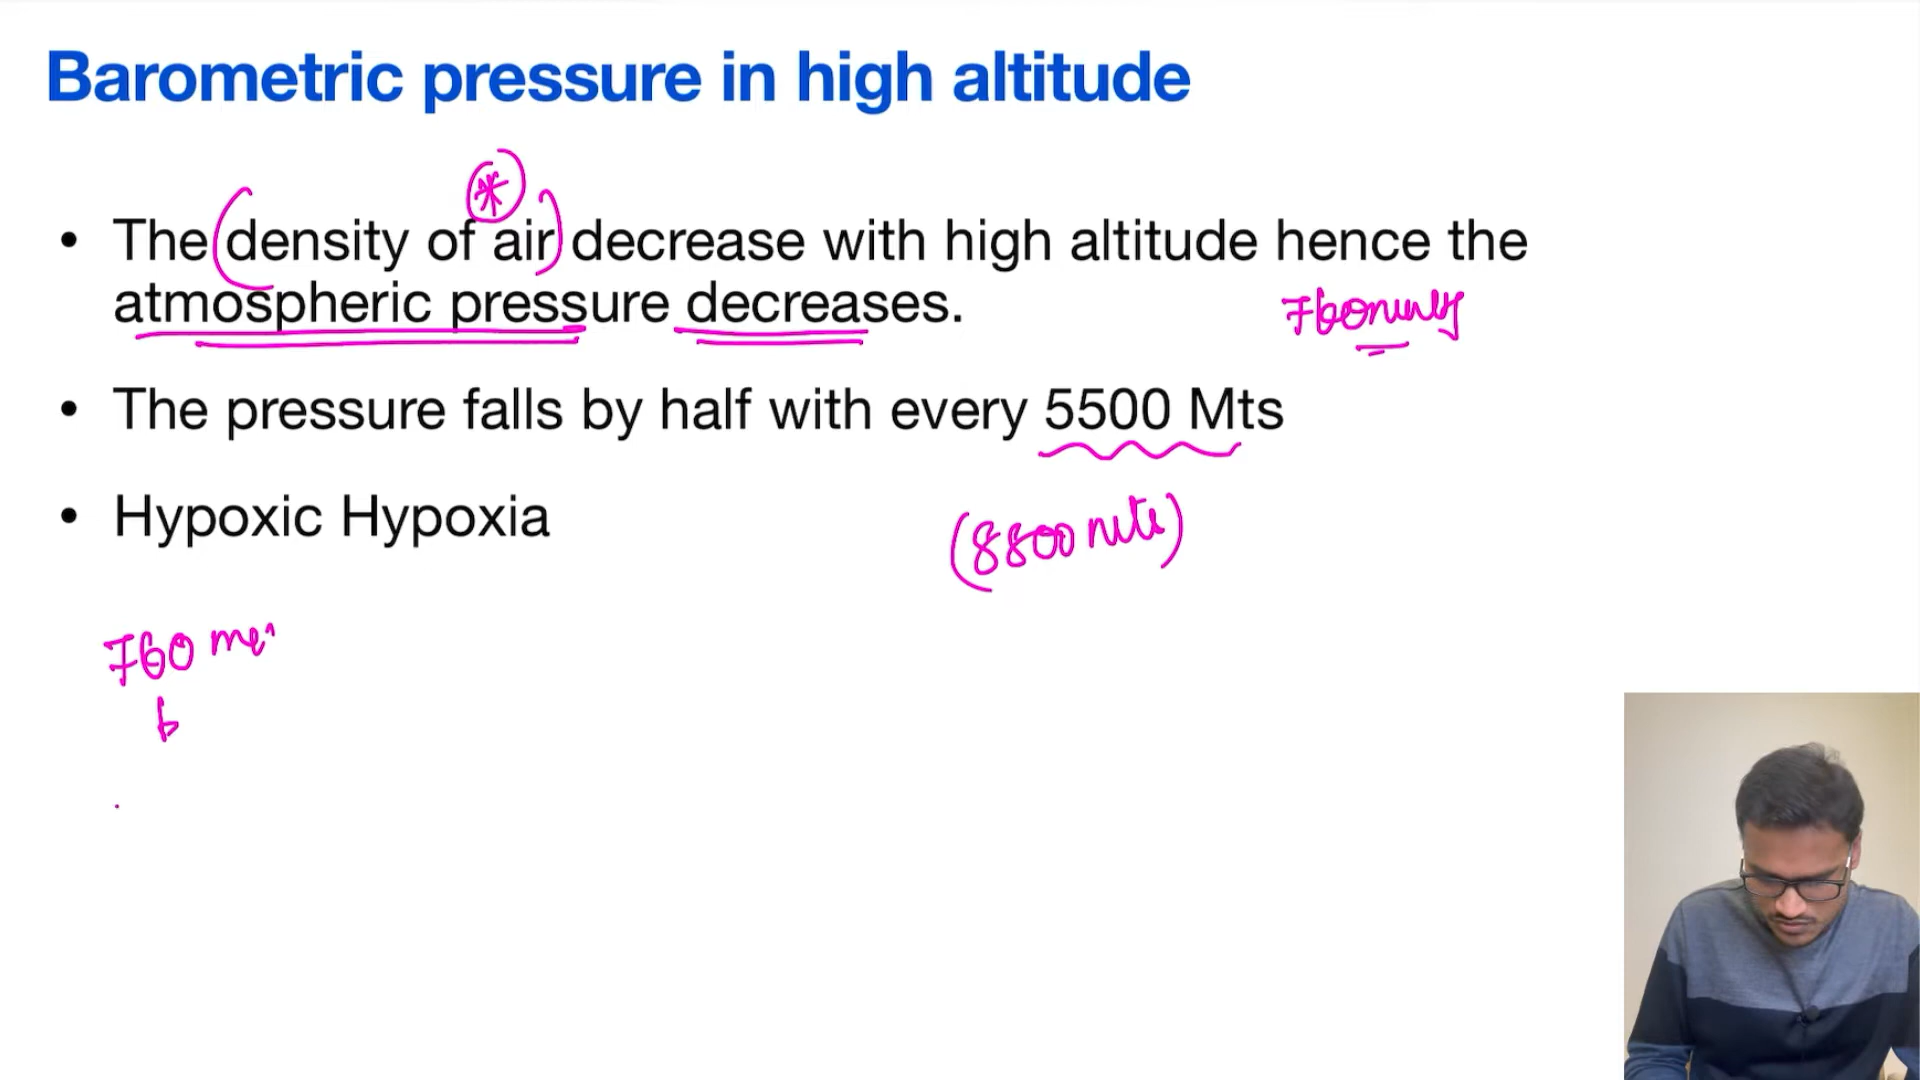 Barometric pressure in high altitude
• The (density of air) decrease with high altitude hence the
atmospheric pressure decreases.
760mmHg
• The pressure falls by half with every 5500 Mts
• Hypoxic Hypoxia
(8800 mts)
760